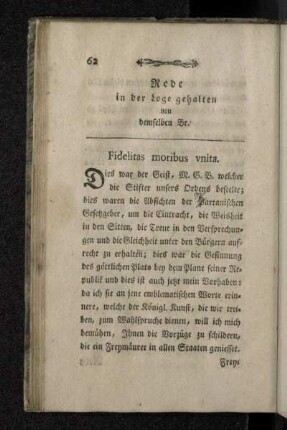 62
Rede
in der Loge gehalten
von
demselben Br.
Fidelitas moribus vnita.
Dies war der Geist, M. G. B. welcher
die Stifter unsers Ordens beseelte;
dies waren die Absichten der
Gesetzgeber, um die Eintracht, die Weisheit
in den Sitten, die Treue in den Versprechun-
gen und die Gleichheit unter den Bürgern auf-
recht zu erhalten; dies war die Gesinnung
des göttlichen Plato bey dem Plane seiner Re-
publik und dies ist auch jetzt mein Vorhaben:
da ich sie an jene emblematischen Worte erin-
nere, welche der Königl. Kunst, die wir trei-
ben, zum Wahlspruche dienen, will ich mich
bemühen, Ihnen die Vorzüge zu schildern,
die ein Freymäurer in allen Staaten geniesset.
Frey-